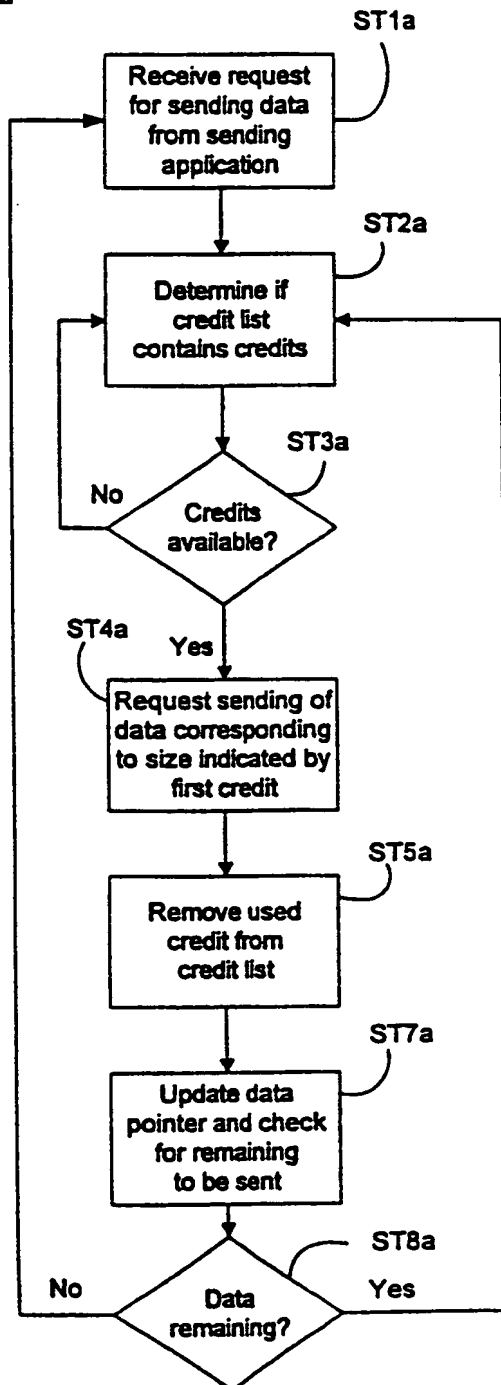 ST1a
Receive request
for sending data
from sending
application
ST2a
Determine if
credit list
contains credits
ST3a
No
Credits
available?
ST4a
Yes
Request sending of
data corresponding
to size indicated by
first credit
ST5a
Remove used
credit from
credit list
ST7a
Update data
pointer and check
for remaining
to be sent
ST8a
No
Yes
Data
remaining?